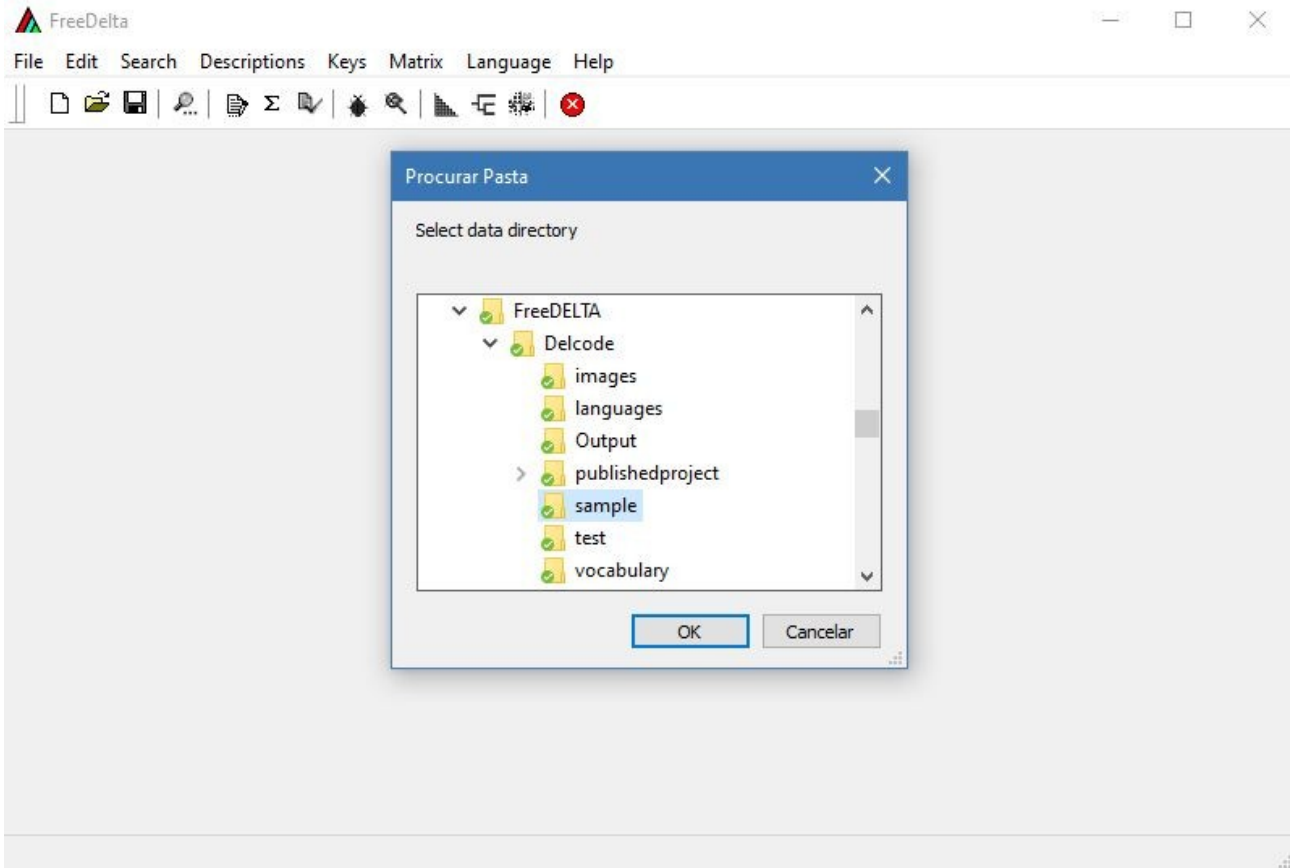 FreeDelta
File Edit Search Descriptions Keys Matrix Language Help
Procurar Pasta
Select data directory
FreeDELTA
Delcode
images
languages
Output
publishedproject
sample
test
vocabulary
OK Cancelar